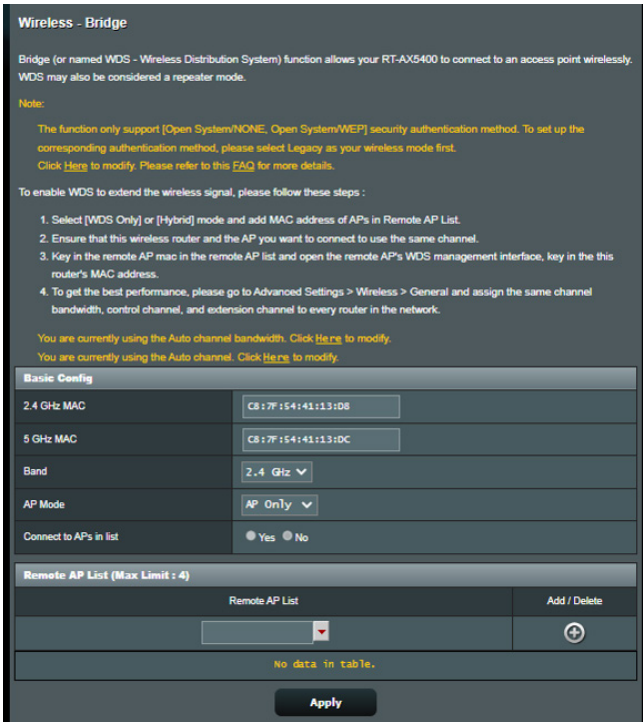 Wireless - Bridge
Bridge (or named WDS - Wireless Distribution System) function allows your RT-AX5400 to connect to an access point wirelessly.
WDS may also be considered a repeater mode.
Note:
The function only support [Open System/NONE, Open System/WEP] security authentication method. To set up the
corresponding authentication method, please select Legacy as your wireless mode first.
Click Here to modify. Please refer to this FAQ for more details.
To enable WDS to extend the wireless signal, please follow these steps :
1. Select [WDS Only] or [Hybrid] mode and add MAC address of APs in Remote AP List.
2. Ensure that this wireless router and the AP you want to connect to use the same channel.
3. Key in the remote AP mac in the remote AP list and open the remote AP's WDS management interface, key in the this
router's MAC address.
4. To get the best performance, please go to Advanced Settings > Wireless > General and assign the same channel
bandwidth, control channel, and extension channel to every router in the network.
You are currently using the Auto channel bandwidth. Click Here to modify.
You are currently using the Auto channel. Click Here to modify.
Basic Config
2.4 GHz MAC C8:7F:54:41:13:D8
5 GHz MAC C8:7F:54:41:13:DC
Band 2.4 GHz
AP Mode AP Only
Connect to APs in list Yes No
Remote AP List (Max Limit : 4)
Remote AP List Add / Delete
No data in table.
Apply